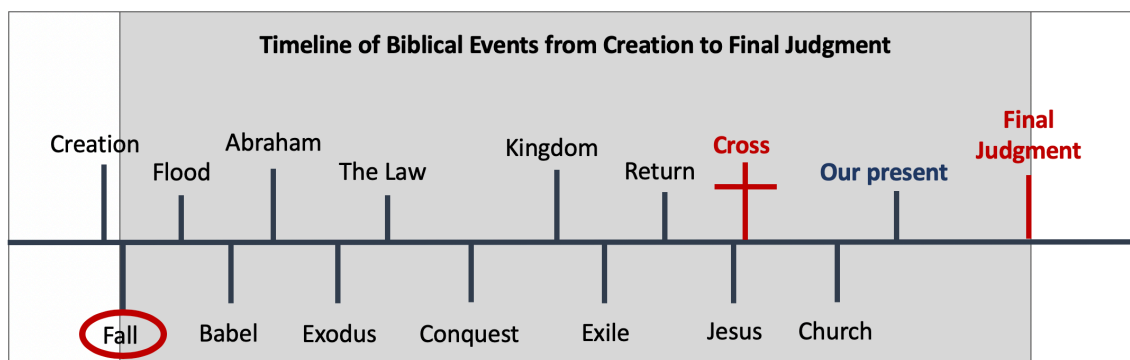 Timeline of Biblical Events from Creation to Final Judgment
Creation
Flood
Abraham
The Law
Kingdom
Return
Cross
Our present
Final
Judgment
Fall
Babel
Exodus
Conquest
Exile
Jesus
Church